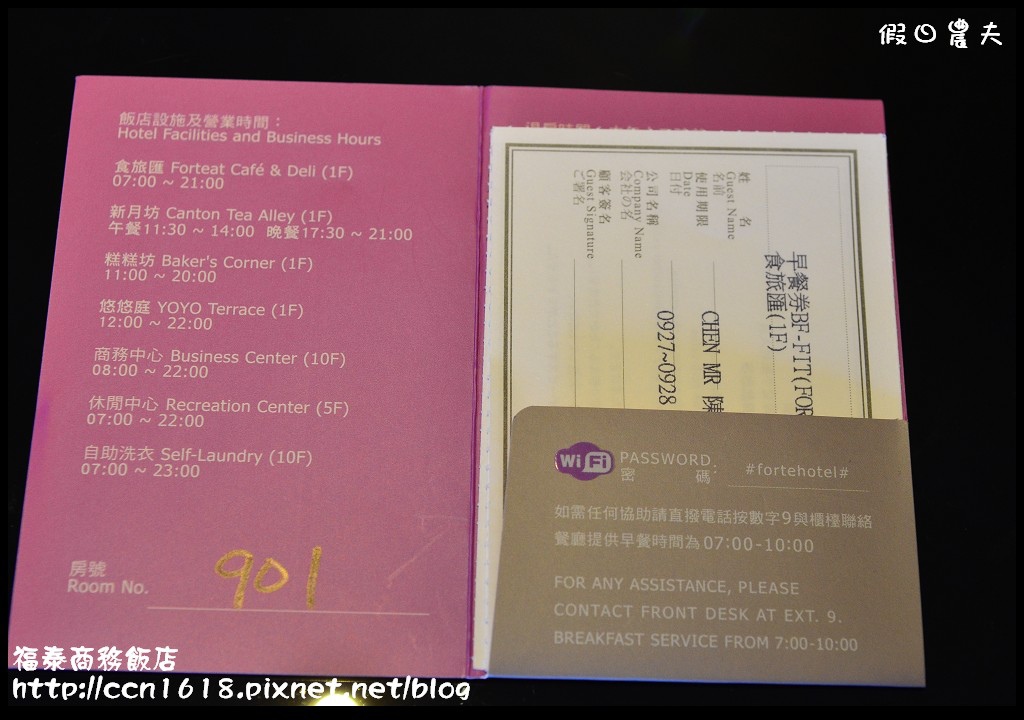 假日農夫
飯店設施及營業時間：
Hotel Facilities and Business Hours
食旅匯 Forteat Café & Deli (1F)
07:00 ~ 21:00
新月坊 Canton Tea Alley (1F)
午餐11:30 ~ 14:00 晚餐17:30 ~ 21:00
糕糕坊 Baker's Corner (1F)
11:00 ~ 20:00
悠悠庭 YOYO Terrace (1F)
12:00 ~ 22:00
商務中心 Business Center (10F)
08:00 ~ 22:00
休閒中心 Recreation Center (5F)
07:00 ~ 22:00
自助洗衣 Self-Laundry (10F)
07:00 ~ 23:00
房號
Room No. 901
早餐券BF-FIT(FOR
食旅匯(1F)
姓 名
Guest Name
名前
CHEN MR 陳
使用期限
Date
日付
0927~0928
公司名稱
Company Name
会社の名
顧客簽名
Guest Signature
ご署名
WiFi PASSWORD
密 碼： #fortehotel#
如需任何協助請直撥電話按數字9與櫃檯聯絡
餐廳提供早餐時間為07:00-10:00
FOR ANY ASSISTANCE, PLEASE
CONTACT FRONT DESK AT EXT. 9.
BREAKFAST SERVICE FROM 7:00-10:00
福泰商務飯店
http://ccn1618.pixnet.net/blog